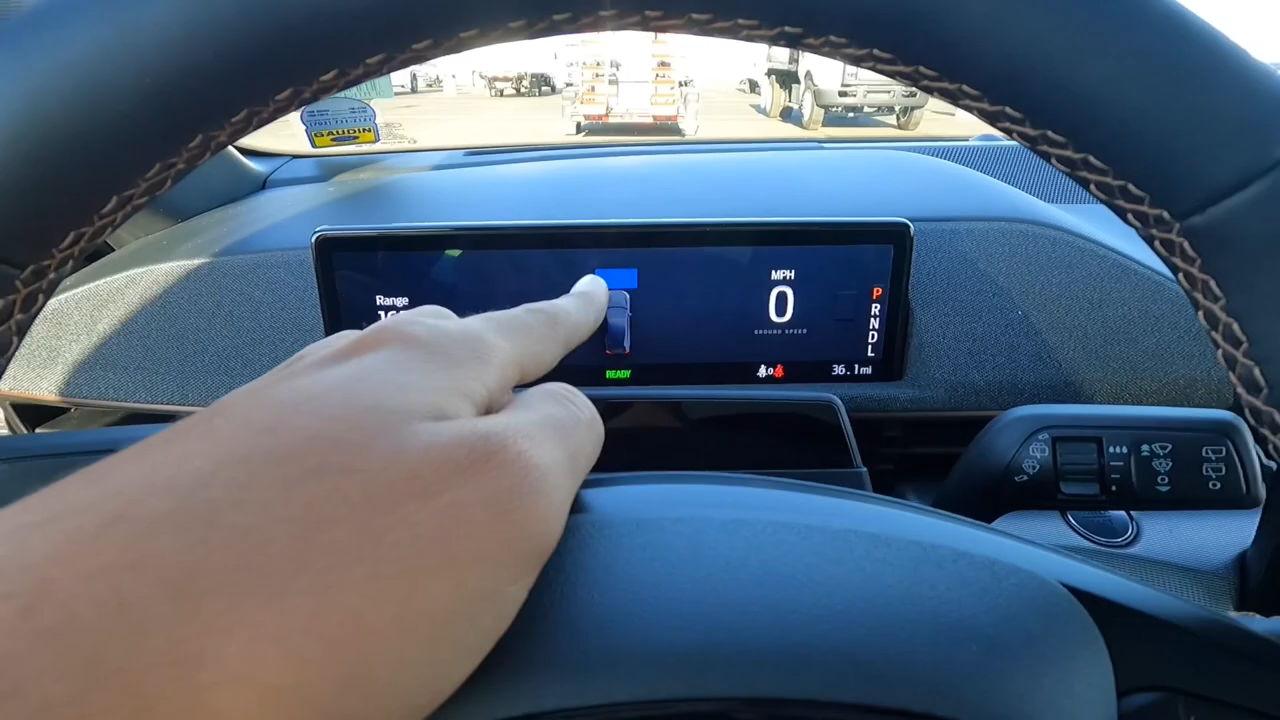 GAUDIN
Range
MPH
0
GROUND SPEED
P
R
N
D
L
READY
36.1mi